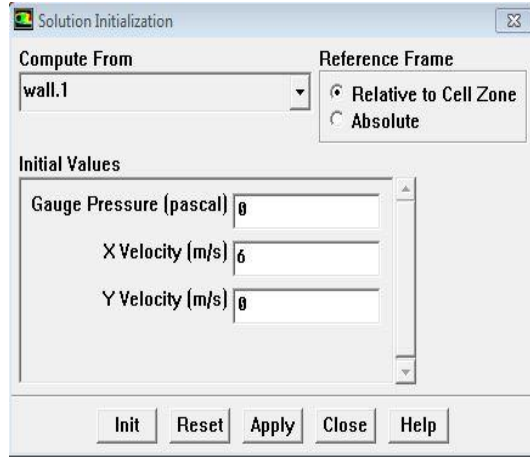 Solution Initialization
Compute From
Reference Frame
wall.1
Relative to Cell Zone
Absolute
Initial Values
Gauge Pressure (pascal) 0
X Velocity (m/s) 6
Y Velocity (m/s) 0
Init Reset Apply Close Help